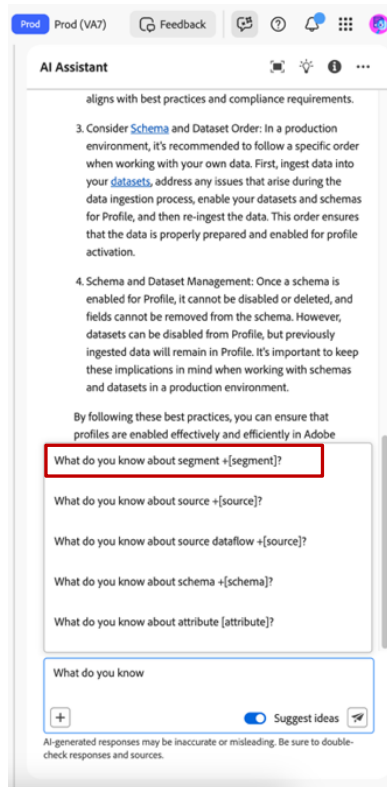 Prod Prod (VA7) Feedback
AI Assistant
aligns with best practices and compliance requirements.
3. Consider Schema and Dataset Order: In a production
environment, it's recommended to follow a specific order
when working with your own data. First, ingest data into
your datasets, address any issues that arise during the
data ingestion process, enable your datasets and schemas
for Profile, and then re-ingest the data. This order ensures
that the data is properly prepared and enabled for profile
activation.
4. Schema and Dataset Management: Once a schema is
enabled for Profile, it cannot be disabled or deleted, and
fields cannot be removed from the schema. However,
datasets can be disabled from Profile, but previously
ingested data will remain in Profile. It's important to keep
these implications in mind when working with schemas
and datasets in a production environment.
By following these best practices, you can ensure that
profiles are enabled effectively and efficiently in Adobe
What do you know about segment +[segment]?
What do you know about source +[source]?
What do you know about source dataflow +[source]?
What do you know about schema +[schema]?
What do you know about attribute [attribute]?
What do you know
Suggest ideas
AI-generated responses may be inaccurate or misleading. Be sure to double-
check responses and sources.